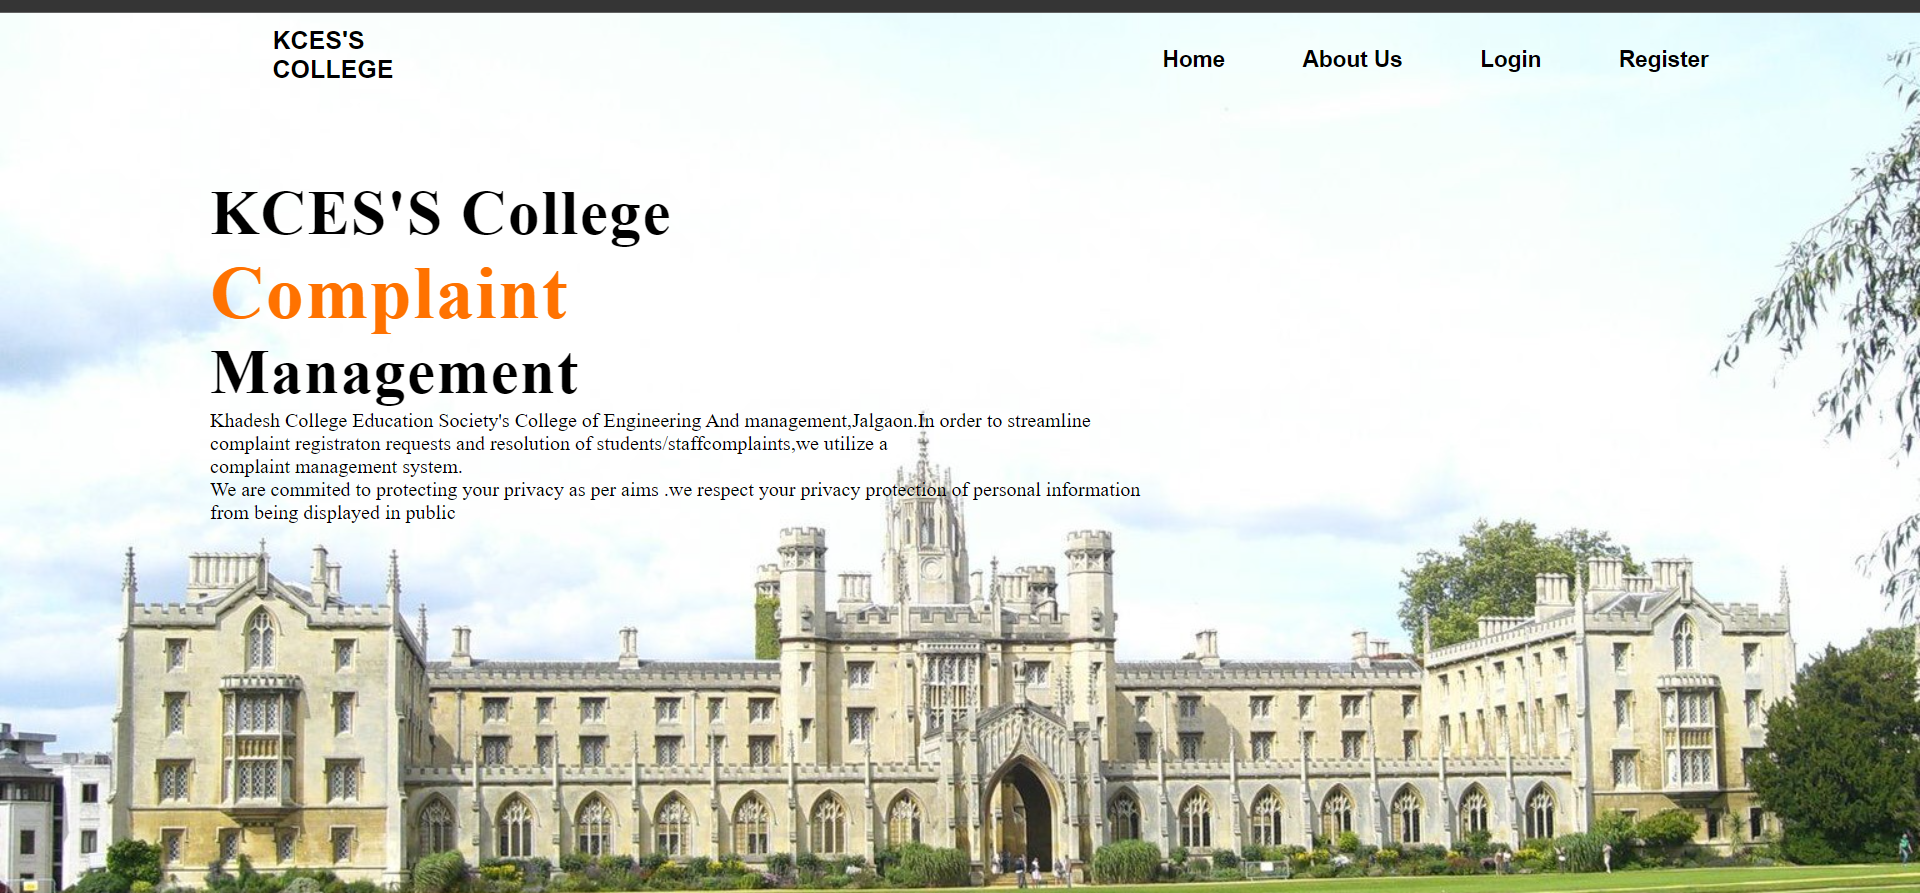 KCES'S
COLLEGE
Home About Us Login Register
KCES'S College
Complaint
Management
Khadesh College Education Society's College of Engineering And management,Jalgaon.In order to streamline
complaint registraton requests and resolution of students/staffcomplaints,we utilize a
complaint management system.
We are commited to protecting your privacy as per aims .we respect your privacy protection of personal information
from being displayed in public